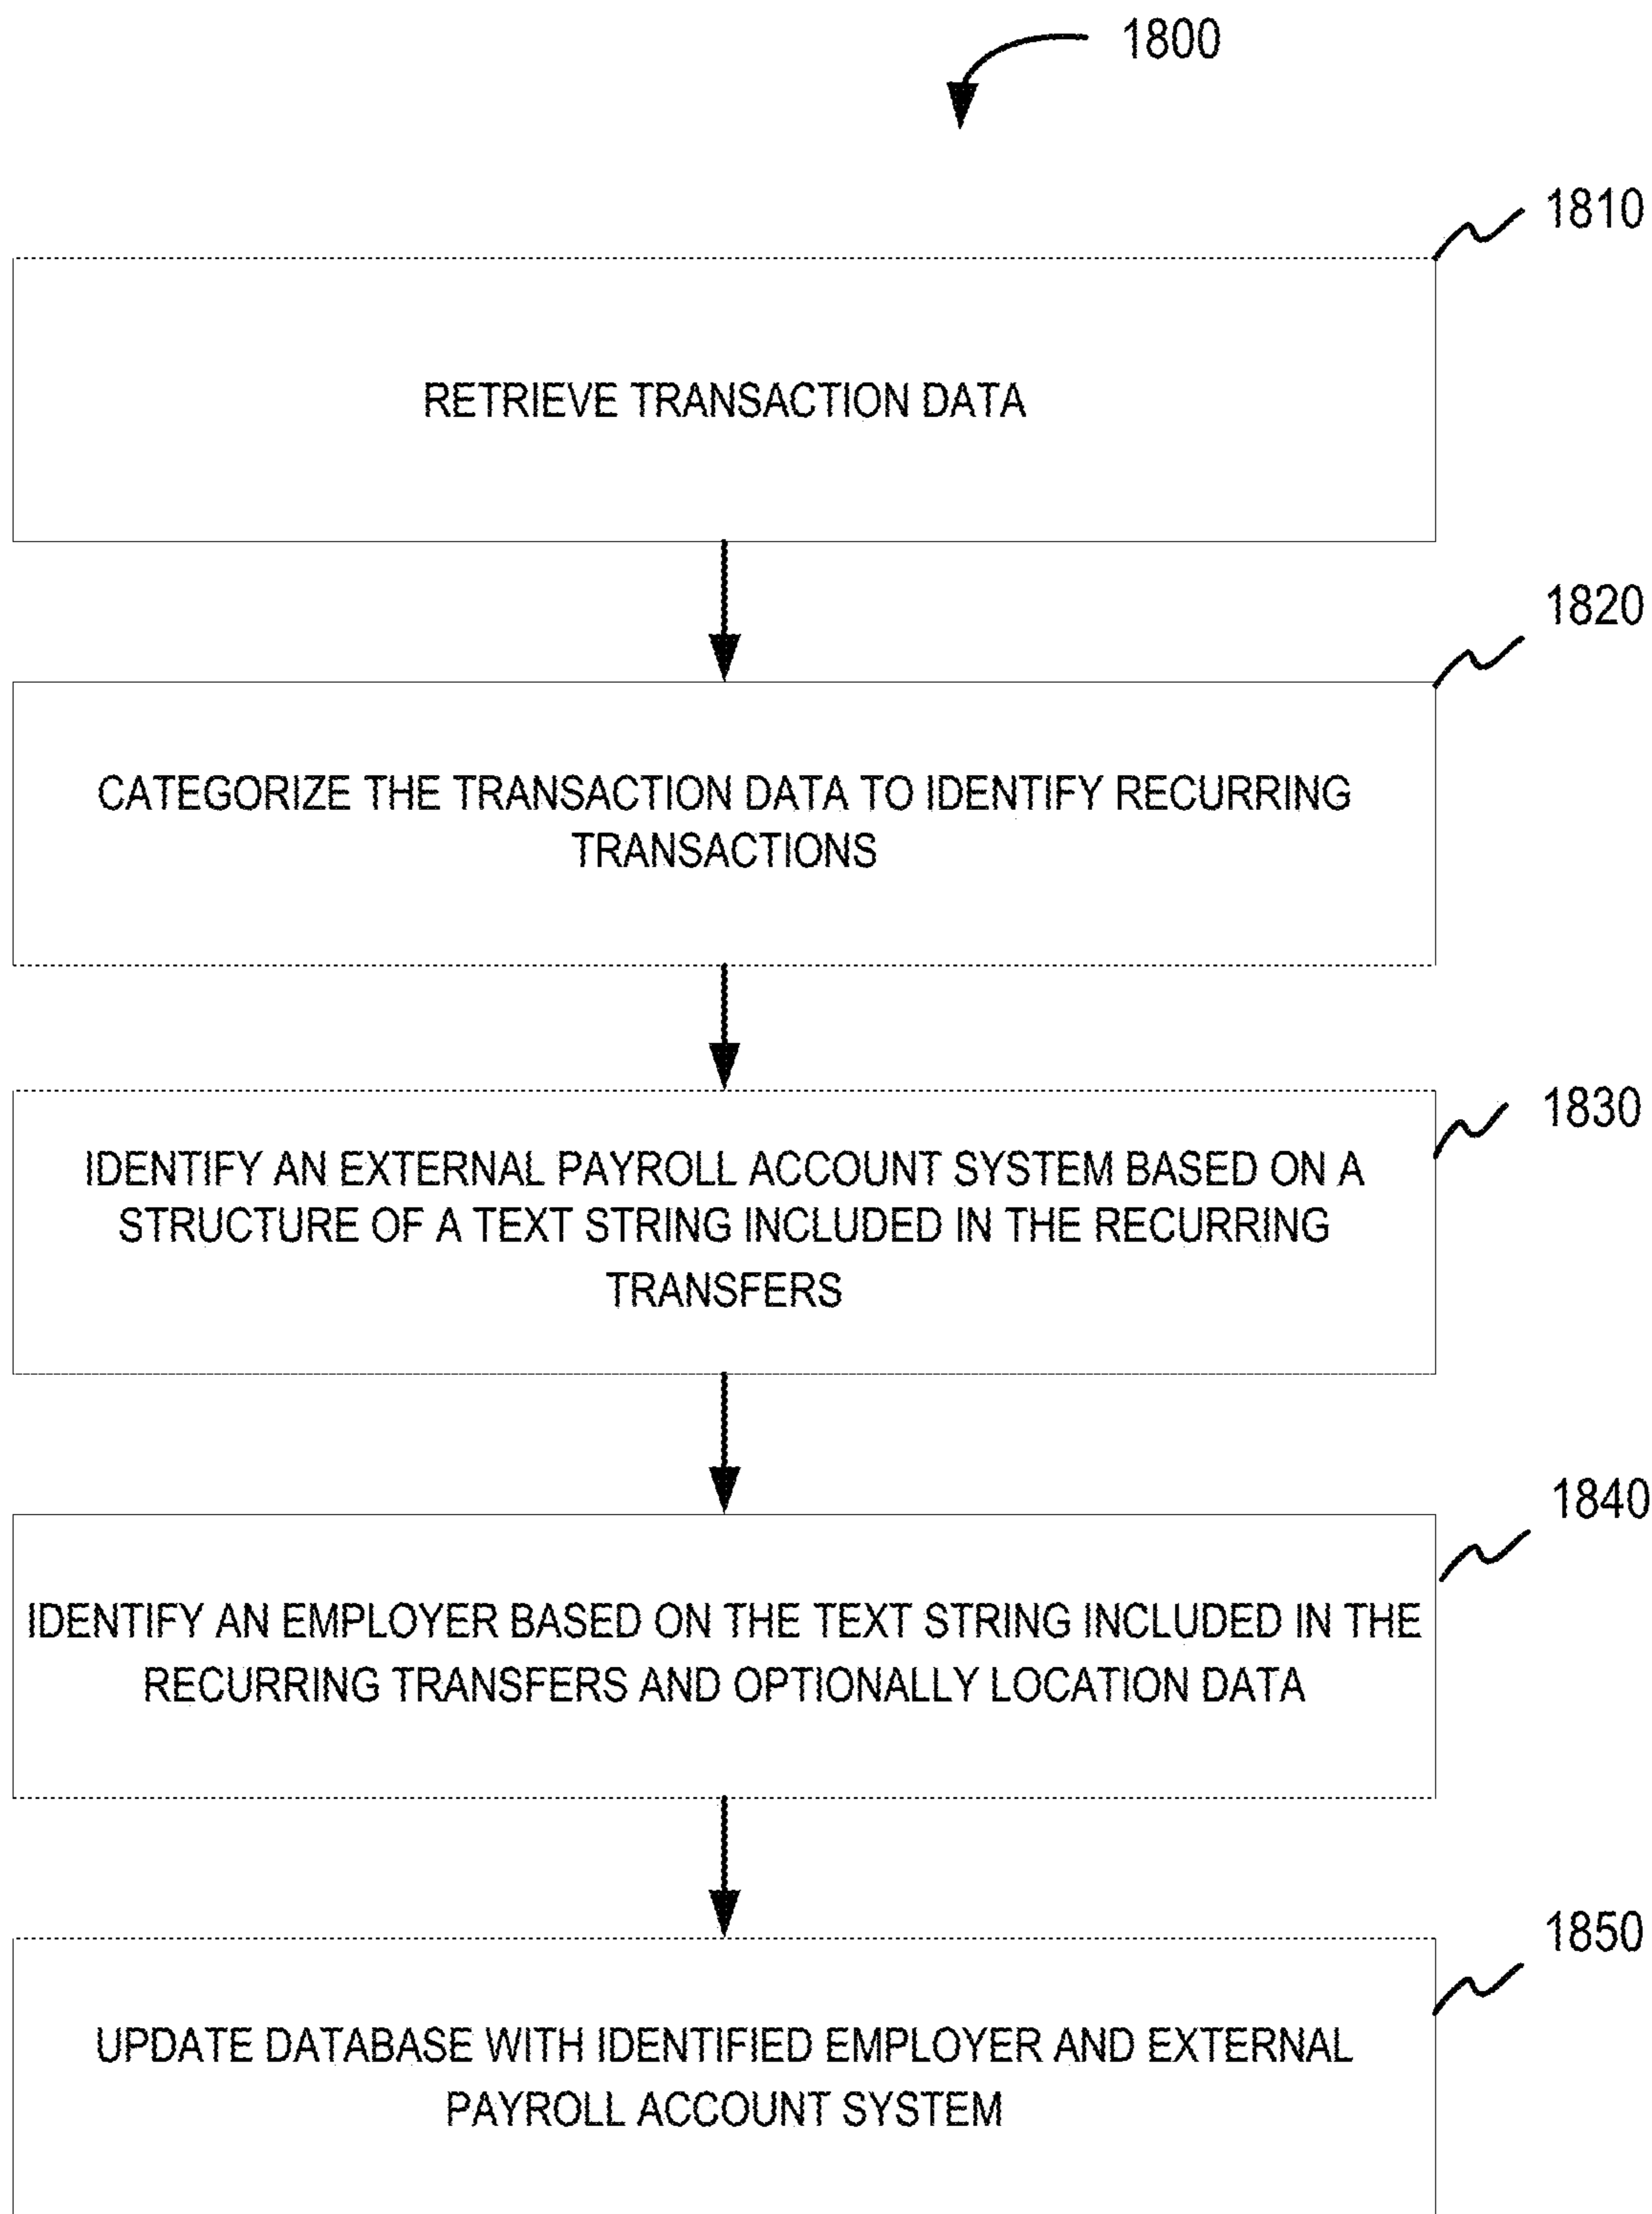 1800
1810
RETRIEVE TRANSACTION DATA
1820
CATEGORIZE THE TRANSACTION DATA TO IDENTIFY RECURRING
TRANSACTIONS
1830
IDENTIFY AN EXTERNAL PAYROLL ACCOUNT SYSTEM BASED ON A
STRUCTURE OF A TEXT STRING INCLUDED IN THE RECURRING
TRANSFERS
1840
IDENTIFY AN EMPLOYER BASED ON THE TEXT STRING INCLUDED IN THE
RECURRING TRANSFERS AND OPTIONALLY LOCATION DATA
1850
UPDATE DATABASE WITH IDENTIFIED EMPLOYER AND EXTERNAL
PAYROLL ACCOUNT SYSTEM